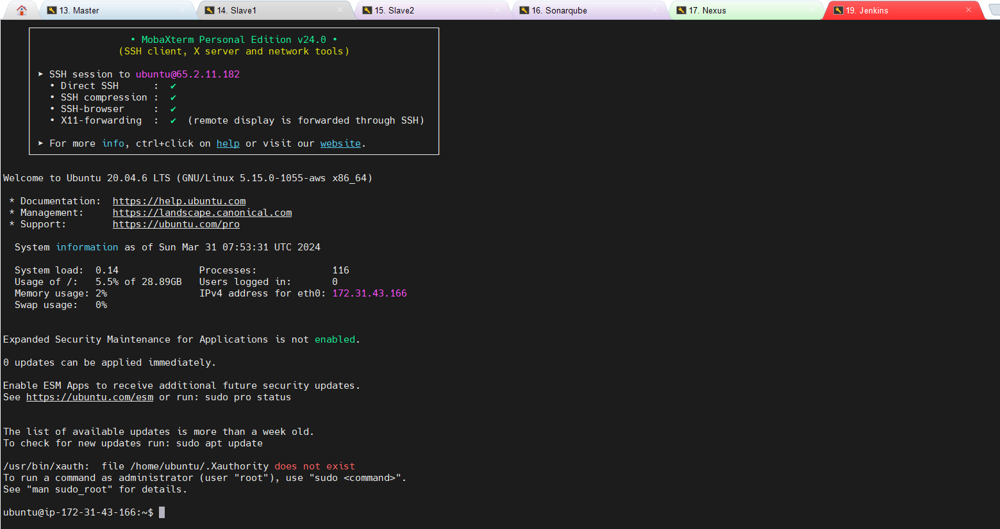 13. Master
14. Slave1
15. Slave2
16. Sonarqube
17. Nexus
19. Jenkins
• MobaXterm Personal Edition v24.0 •
(SSH client, X server and network tools)
➤ SSH session to ubuntu@65.2.11.182
• Direct SSH : ✔
• SSH compression : ✔
• SSH-browser : ✔
• X11-forwarding : ✔ (remote display is forwarded through SSH)
➤ For more info, ctrl+click on help or visit our website.
Welcome to Ubuntu 20.04.6 LTS (GNU/Linux 5.15.0-1055-aws x86_64)
* Documentation: https://help.ubuntu.com
* Management: https://landscape.canonical.com
* Support: https://ubuntu.com/pro
System information as of Sun Mar 31 07:53:31 UTC 2024
System load: 0.14 Processes: 116
Usage of /: 5.5% of 28.89GB Users logged in: 0
Memory usage: 2% IPv4 address for eth0: 172.31.43.166
Swap usage: 0%
Expanded Security Maintenance for Applications is not enabled.
0 updates can be applied immediately.
Enable ESM Apps to receive additional future security updates.
See https://ubuntu.com/esm or run: sudo pro status
The list of available updates is more than a week old.
To check for new updates run: sudo apt update
/usr/bin/xauth: file /home/ubuntu/.Xauthority does not exist
To run a command as administrator (user "root"), use "sudo <command>".
See "man sudo_root" for details.
ubuntu@ip-172-31-43-166:~$